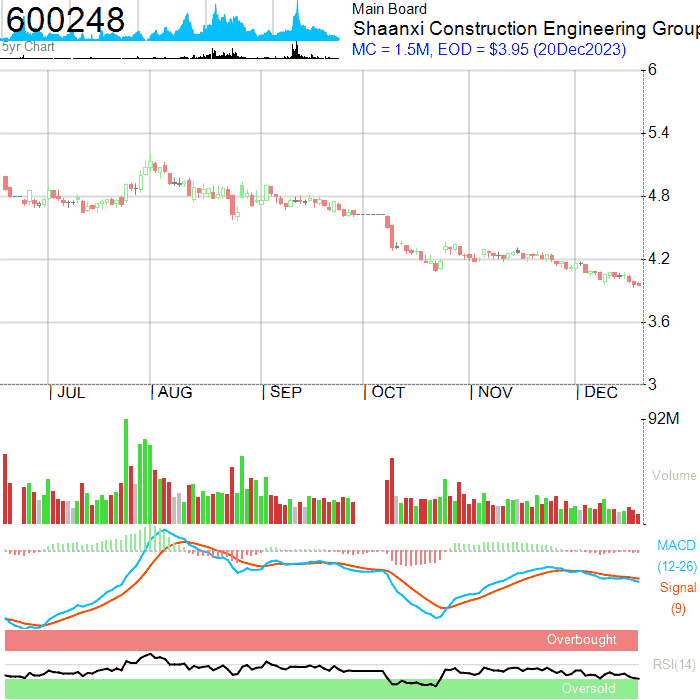 600248
5yr Chart
Main Board
Shaanxi Construction Engineering Group
MC = 1.5M, EOD = $3.95 (20Dec2023)
6
5.4
4.8
4.2
3.6
3
JUL AUG SEP OCT NOV DEC
92M
Volume
MACD
(12-26)
Signal
(9)
Overbought
RSI(14)
Oversold